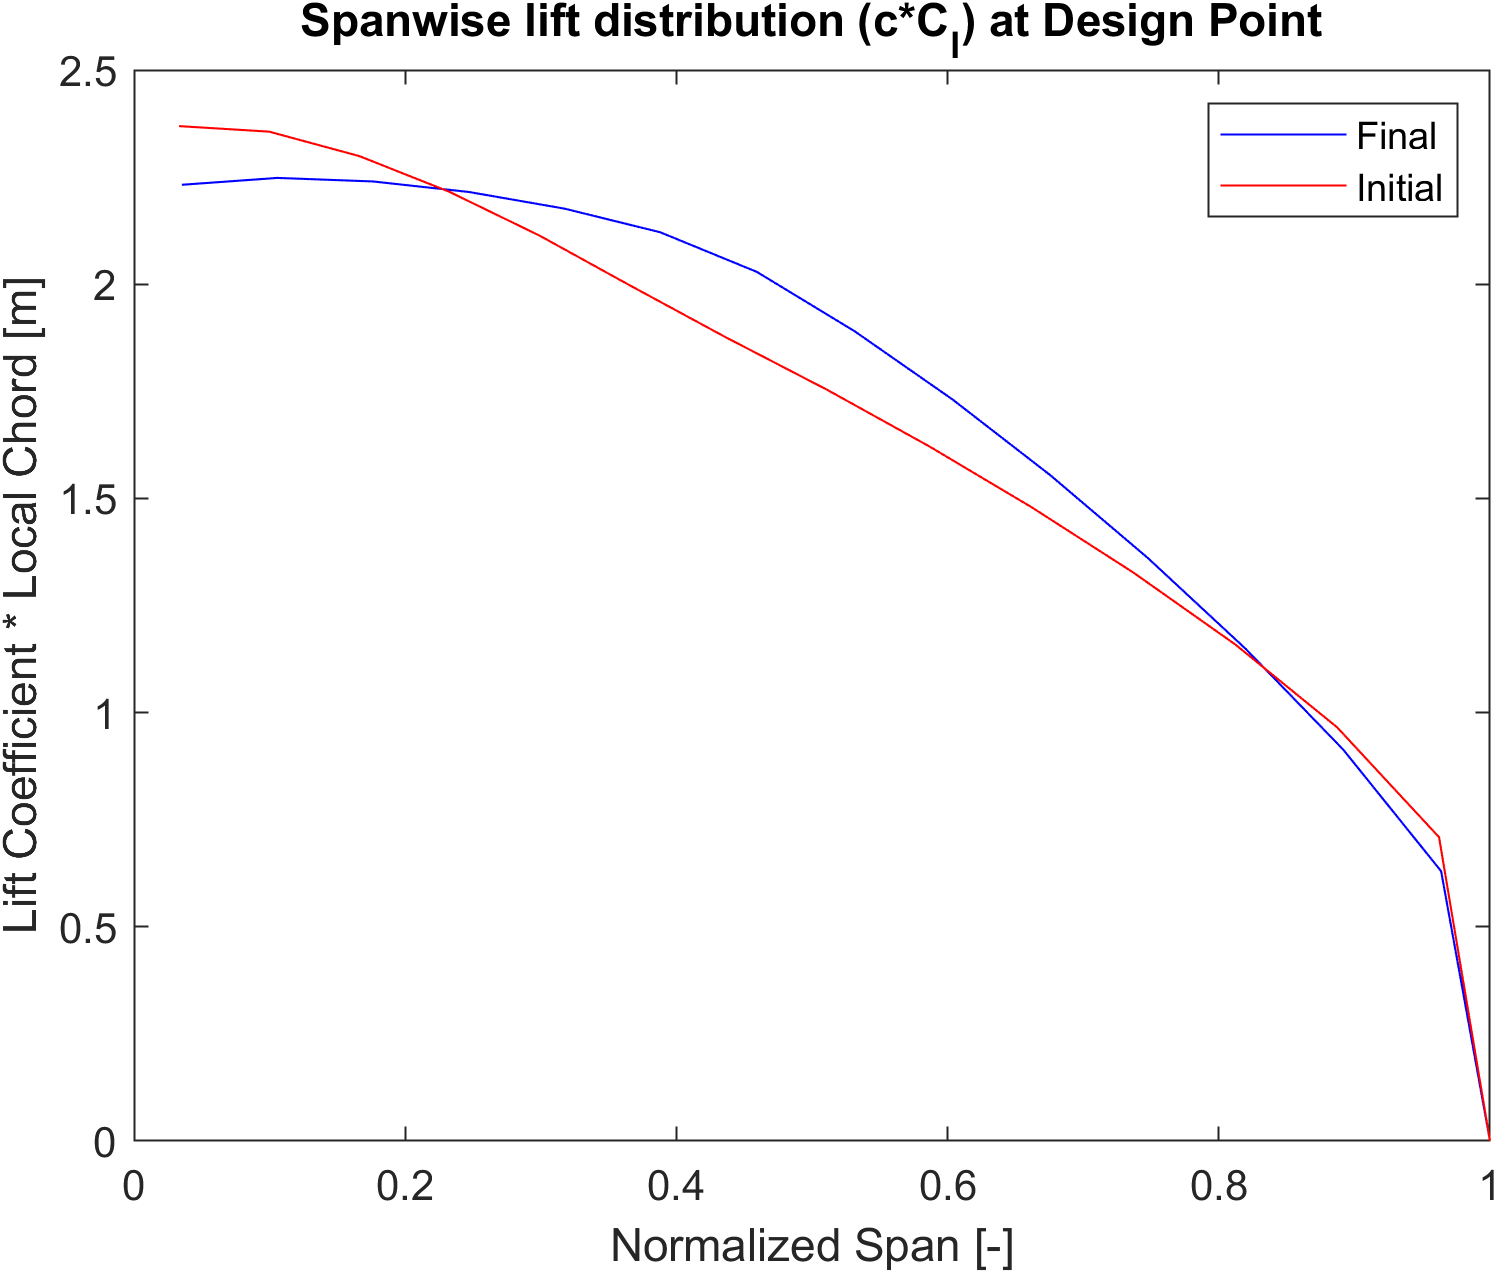 Spanwise lift distribution (c*C_l) at Design Point
Lift Coefficient * Local Chord [m]
2.5
2
1.5
1
0.5
0
Final
Initial
0 0.2 0.4 0.6 0.8 1
Normalized Span [-]